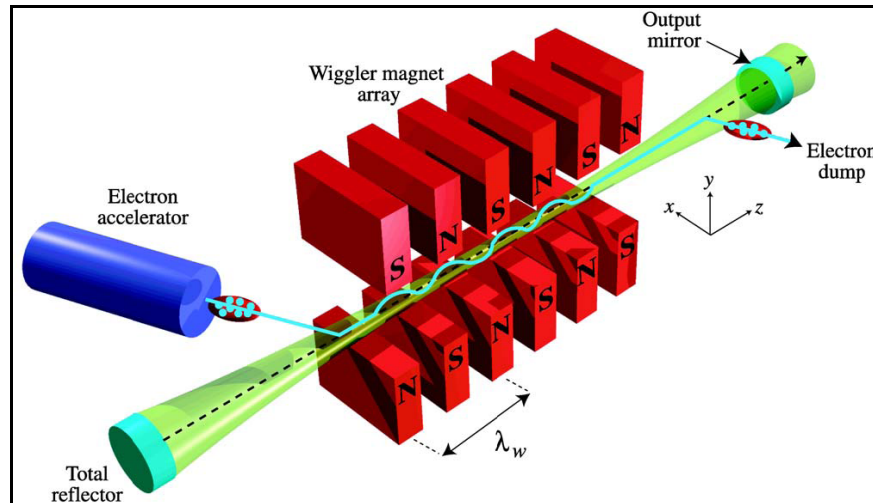 Output
mirror
Wiggler magnet
array
N
S
N
Electron
dump
y
x
z
Electron
accelerator
S
N
S
N
S
N
S
N
S
N
S
N
λw
Total
reflector